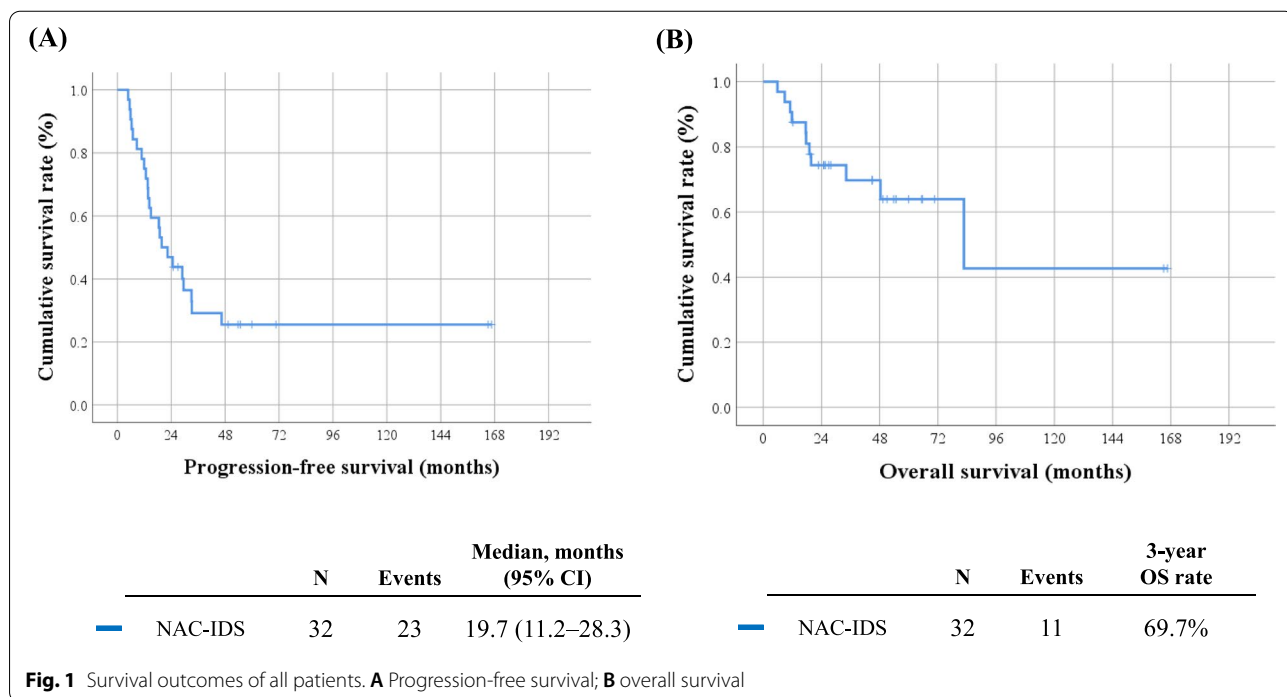 (A)
Cumulative survival rate (%)
1.0
0.8
0.6
0.4
0.2
0.0
0 24 48 72 96 120 144 168 192
Progression-free survival (months)
Median, months
N Events (95% CI)
NAC-IDS 32 23 19.7 (11.2–28.3)
(B)
Cumulative survival rate (%)
1.0
0.8
0.6
0.4
0.2
0.0
0 24 48 72 96 120 144 168 192
Overall survival (months)
3-year
N Events OS rate
NAC-IDS 32 11 69.7%
Fig. 1 Survival outcomes of all patients. A Progression-free survival; B overall survival